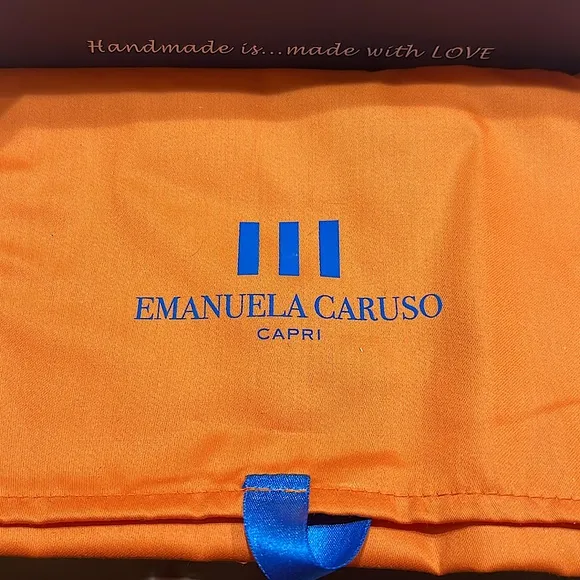 Handmade is...made with LOVE
EMANUELA CARUSO
CAPRI